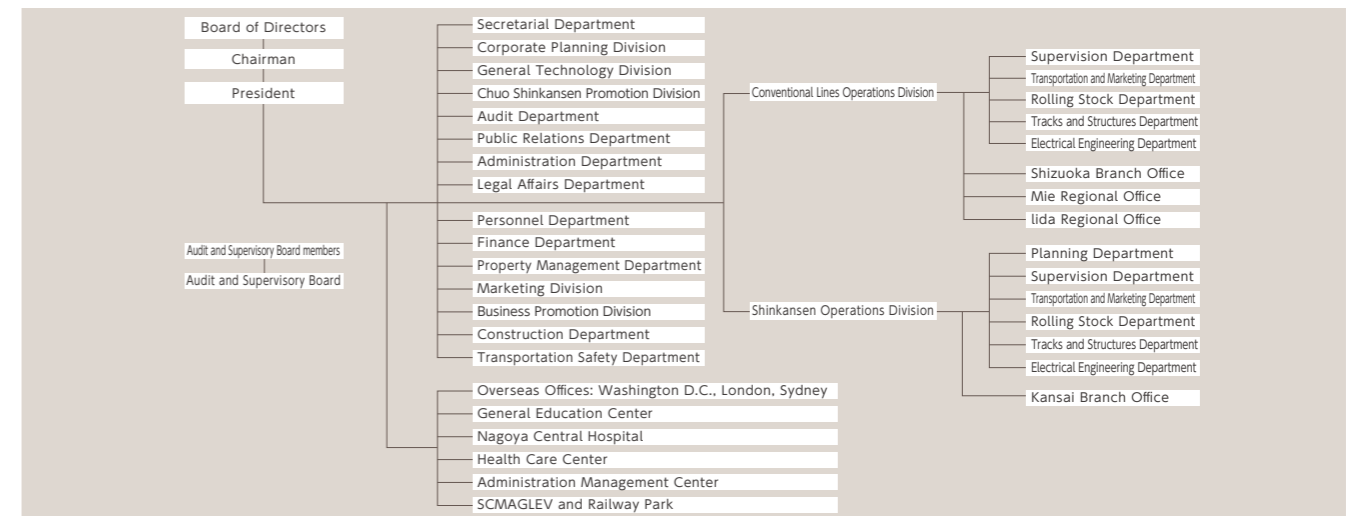 Board of Directors
Chairman
President
Audit and Supervisory Board members
Audit and Supervisory Board
Secretarial Department
Corporate Planning Division
General Technology Division
Chuo Shinkansen Promotion Division
Audit Department
Public Relations Department
Administration Department
Legal Affairs Department
Personnel Department
Finance Department
Property Management Department
Marketing Division
Business Promotion Division
Construction Department
Transportation Safety Department
Overseas Offices: Washington D.C., London, Sydney
General Education Center
Nagoya Central Hospital
Health Care Center
Administration Management Center
SCMAGLEV and Railway Park
Conventional Lines Operations Division
Supervision Department
Transportation and Marketing Department
Rolling Stock Department
Tracks and Structures Department
Electrical Engineering Department
Shizuoka Branch Office
Mie Regional Office
Iida Regional Office
Shinkansen Operations Division
Planning Department
Supervision Department
Transportation and Marketing Department
Rolling Stock Department
Tracks and Structures Department
Electrical Engineering Department
Kansai Branch Office